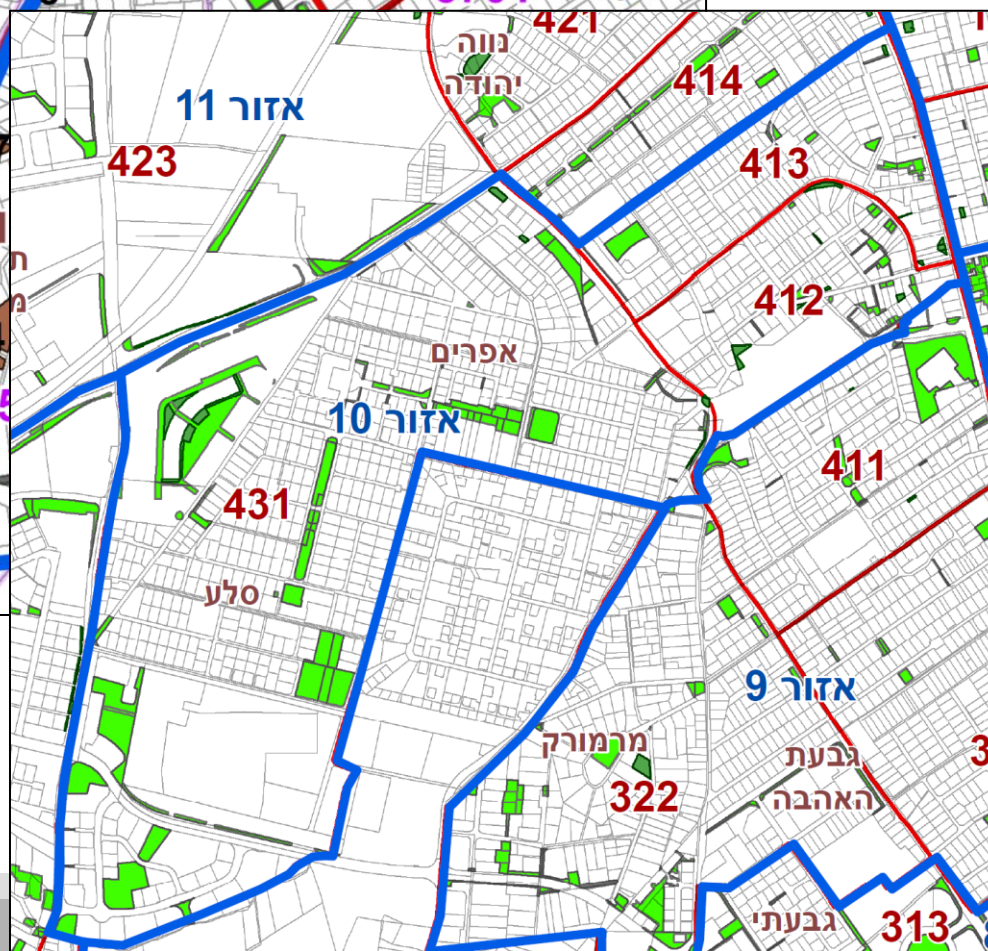 421
נווה
יהודה
414
אזור 11
423
413
412
אפרים
אזור 10
411
431
סלע
אזור 9
מרמורק
322
גבעת
האהבה
גבעתי
313